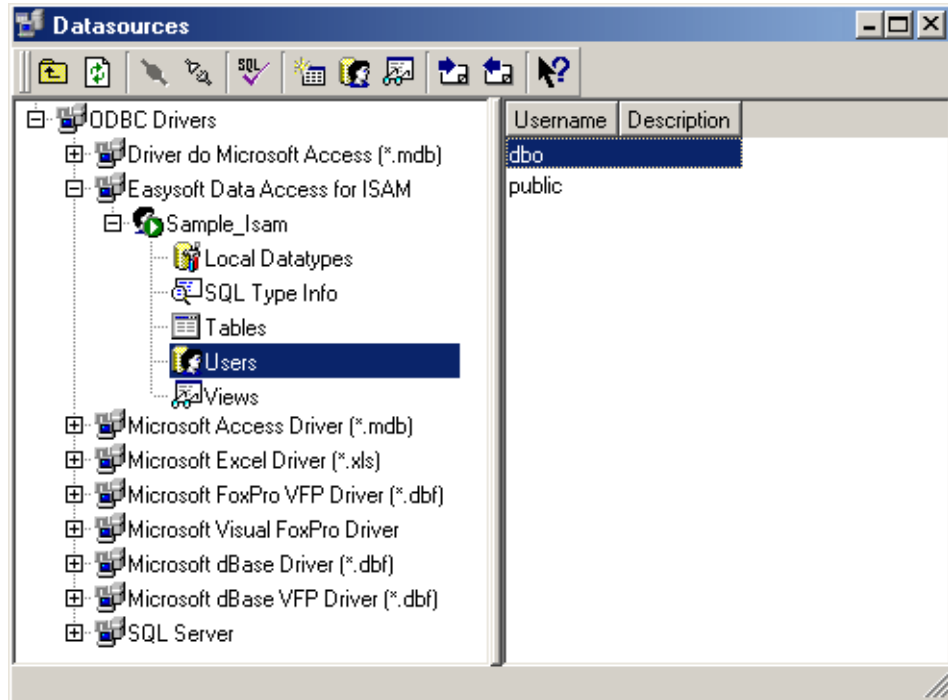 Datasources
SQL
ODBC Drivers
Driver do Microsoft Access (*.mdb)
Easysoft Data Access for ISAM
Sample_Isam
Local Datatypes
SQL Type Info
Tables
Users
Views
Microsoft Access Driver (*.mdb)
Microsoft Excel Driver (*.xls)
Microsoft FoxPro VFP Driver (*.dbf)
Microsoft Visual FoxPro Driver
Microsoft dBase Driver (*.dbf)
Microsoft dBase VFP Driver (*.dbf)
SQL Server
Username Description
dbo
public